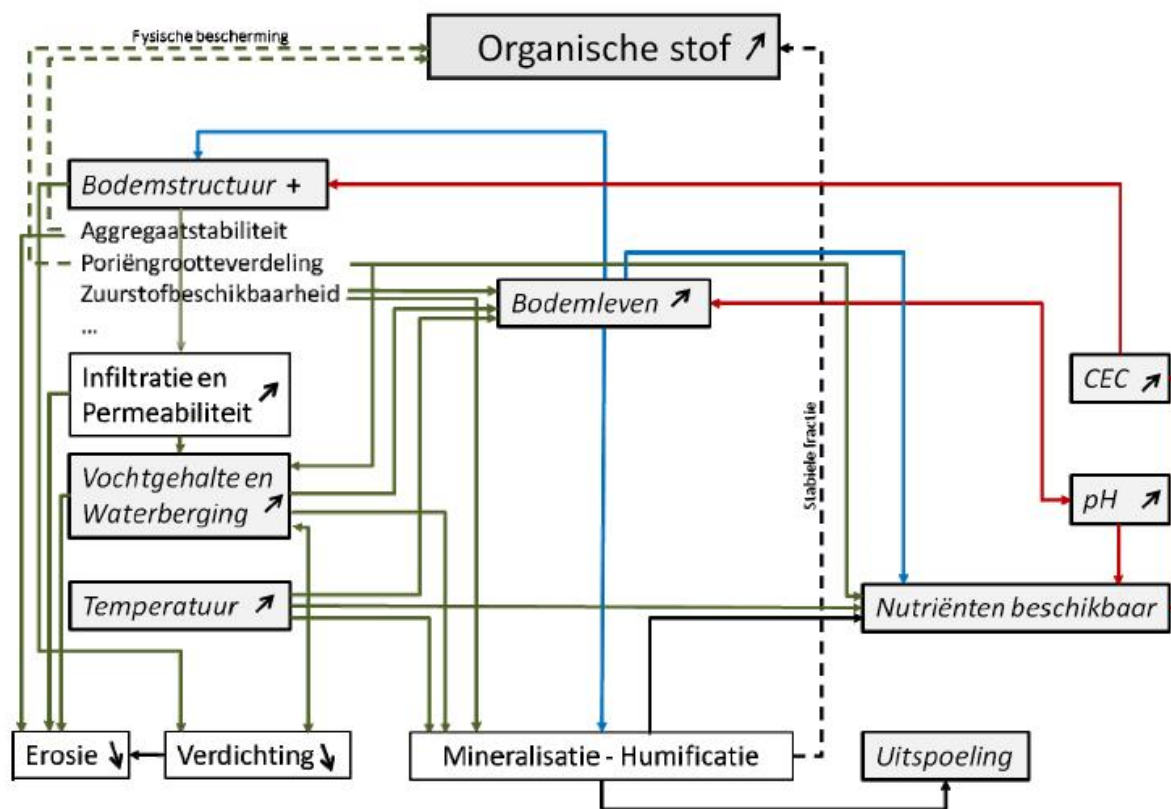 Fysische bescherming
Organische stof
Bodemstructuur +
Aggregaatstabiliteit
Poriëngrootteverdeling
Zuurstofbeschikbaarheid
...
Bodemleven
Infiltratie en
Permeabiliteit
CEC
Stabiele fractie
Vochtgehalte en
Waterberging
pH
Temperatuur
Nutriënten beschikbaar
Erosie
Verdichting
Mineralisatie - Humificatie
Uitspoeling